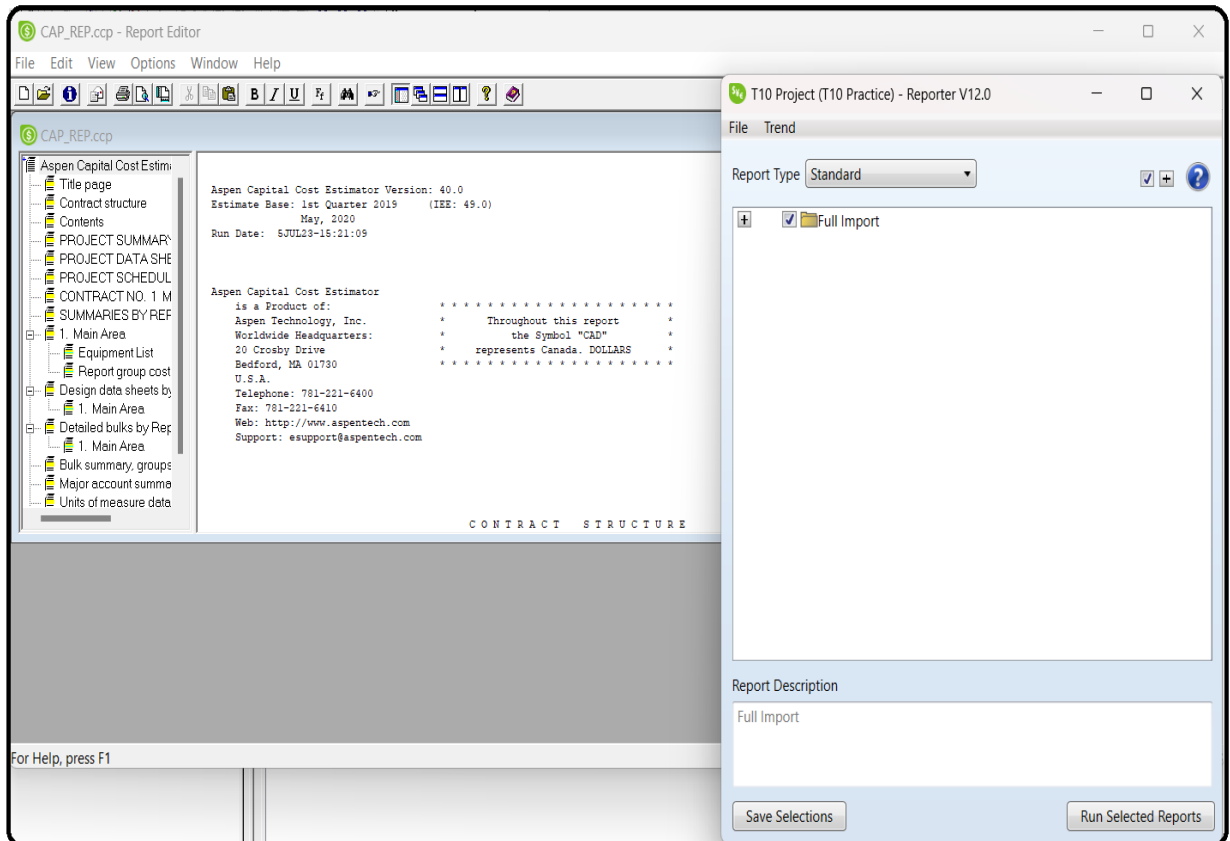 CAP_REP.ccp - Report Editor
File Edit View Options Window Help
CAP_REP.ccp
Aspen Capital Cost Estim
Title page
Contract structure
Contents
PROJECT SUMMARY
PROJECT DATA SHE
PROJECT SCHEDUL
CONTRACT NO. 1 M
SUMMARIES BY REP
1. Main Area
Equipment List
Report group cost
Design data sheets by
1. Main Area
Detailed bulks by Rep
1. Main Area
Bulk summary, groups
Major account summa
Units of measure data
Aspen Capital Cost Estimator Version: 40.0
Estimate Base: 1st Quarter 2019 (IEE: 49.0)
May, 2020
Run Date: 5JUL23-15:21:09
Aspen Capital Cost Estimator
is a Product of:
Aspen Technology, Inc.
Worldwide Headquarters:
20 Crosby Drive
Bedford, MA 01730
U.S.A.
Telephone: 781-221-6400
Fax: 781-221-6410
Web: http://www.aspentech.com
Support: esupport@aspentech.com
* * * * * * * * * * * * * * * * * * * *
* Throughout this report *
* the Symbol "CAD" *
* represents Canada. DOLLARS *
* * * * * * * * * * * * * * * * * * * *
CONTRACT STRUCTURE
For Help, press F1
T10 Project (T10 Practice) - Reporter V12.0
File Trend
Report Type Standard
Full Import
Report Description
Full Import
Save Selections
Run Selected Reports